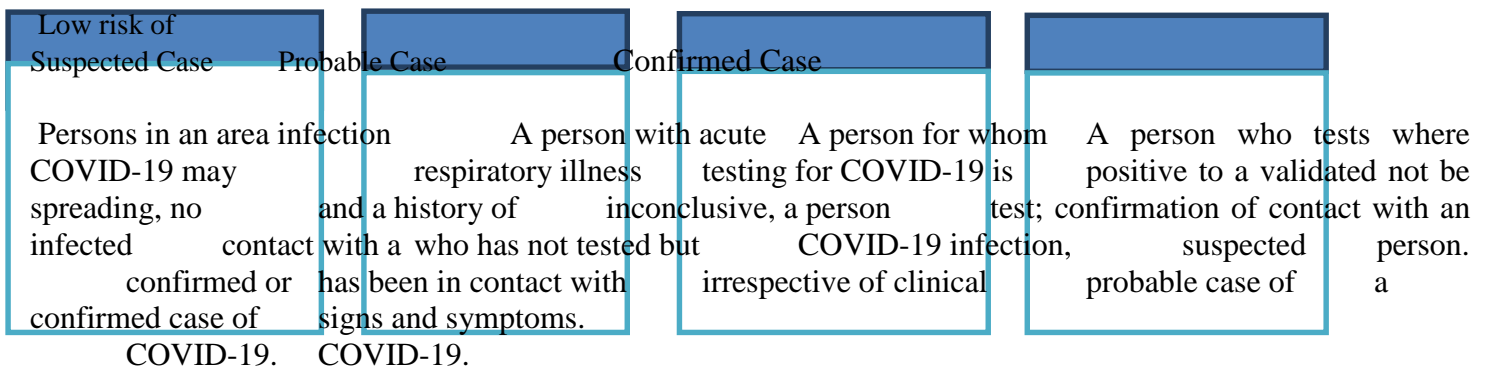 Low risk of
Suspected Case Probable Case Confirmed Case
Persons in an area infection A person with acute A person for whom A person who tests where
COVID-19 may respiratory illness testing for COVID-19 is positive to a validated not be
spreading, no and a history of inconclusive, a person test; confirmation of contact with an
infected contact with a who has not tested but COVID-19 infection, suspected person.
confirmed or has been in contact with irrespective of clinical probable case of a
confirmed case of signs and symptoms.
COVID-19. COVID-19.